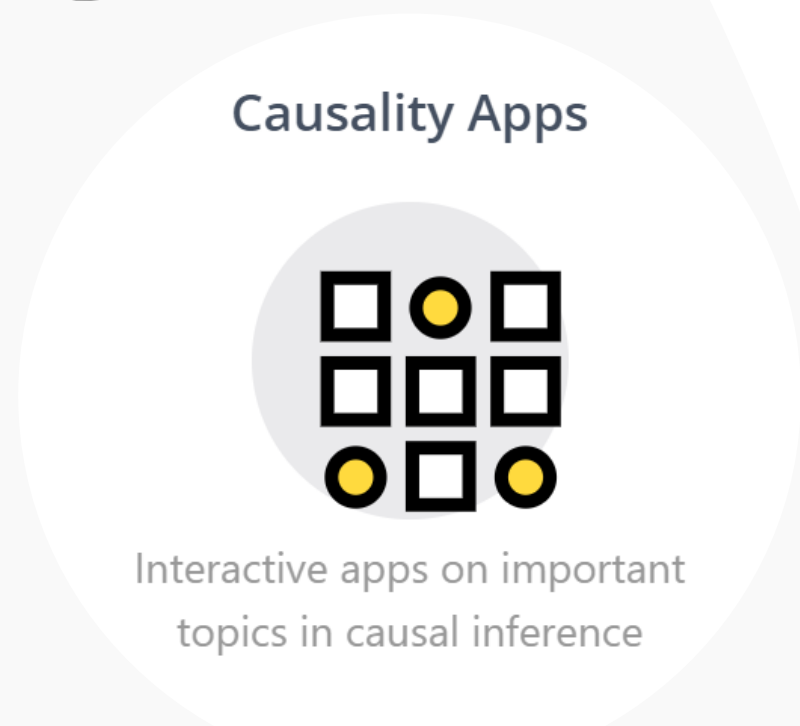 Causality Apps
Interactive apps on important
topics in causal inference